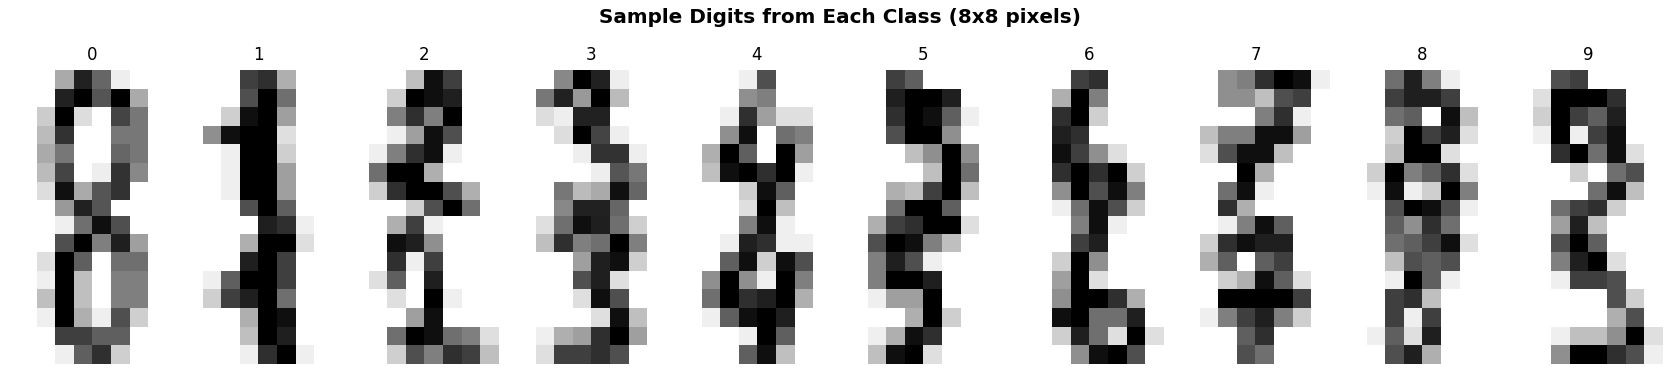 Sample Digits from Each Class (8x8 pixels)
0 1 2 3 4 5 6 7 8 9